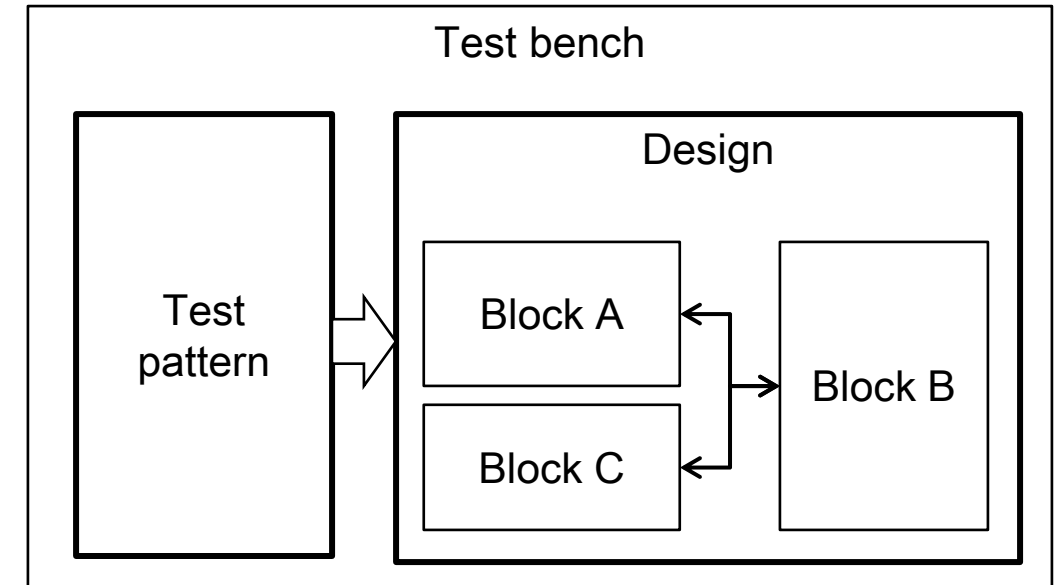 Test bench
Design
Test
pattern
Block A
Block B
Block C